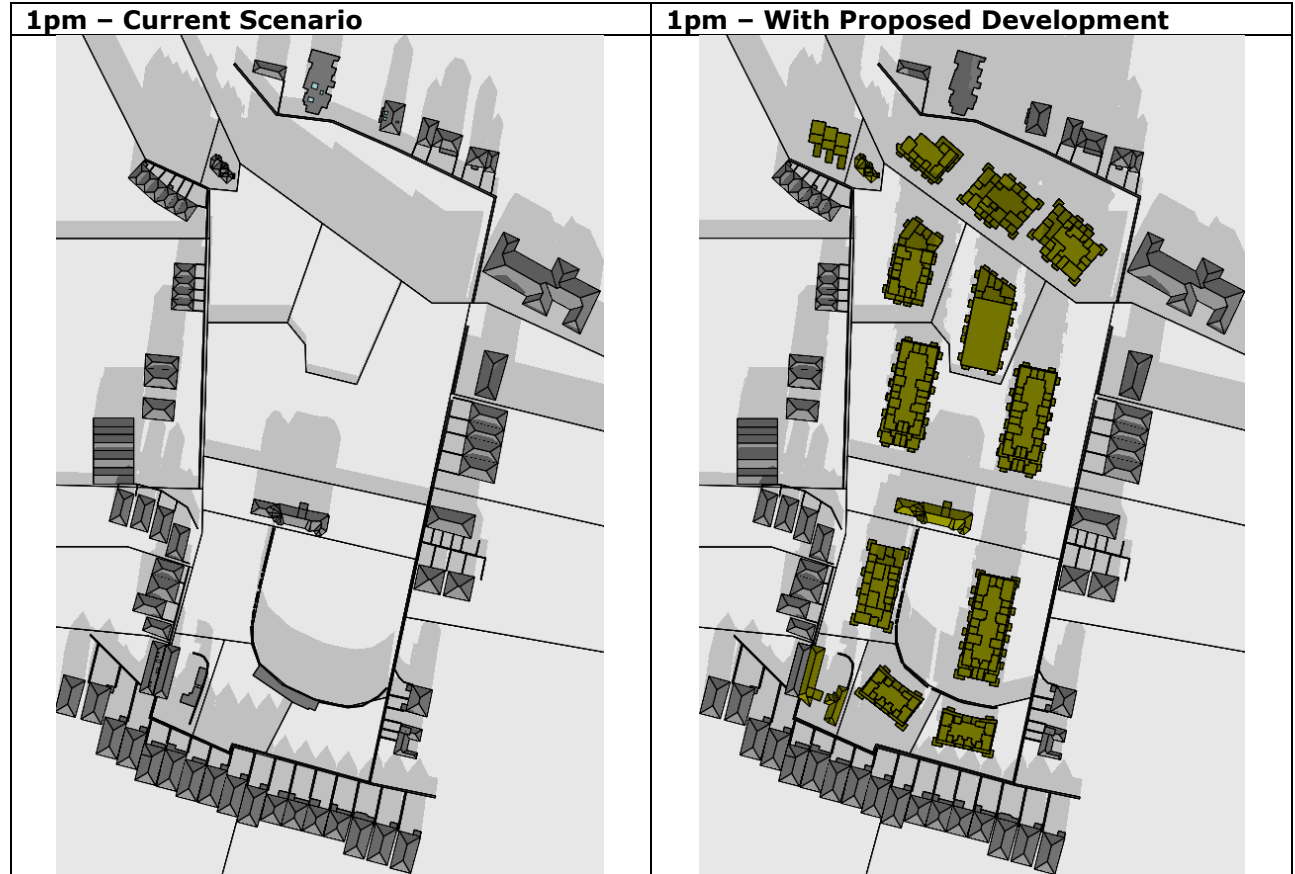 1pm – Current Scenario
1pm – With Proposed Development